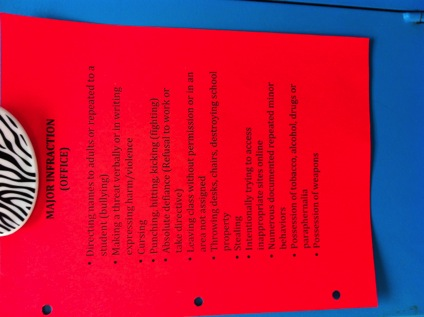 MAJOR INFRACTION
(OFFICE)
• Directing names to adults or repeated to a
student (bullying)
• Making a threat verbally or in writing
expressing harm/violence
• Cursing
• Punching, hitting, kicking (fighting)
• Absolute defiance (Refusal to work or
take directive)
• Leaving class without permission or in an
area not assigned
• Throwing desks, chairs, destroying school
property
• Stealing
• Intentionally trying to access
inappropriate sites online
• Numerous documented repeated minor
behaviors
• Possession of tobacco, alcohol, drugs or
paraphernalia
• Possession of weapons